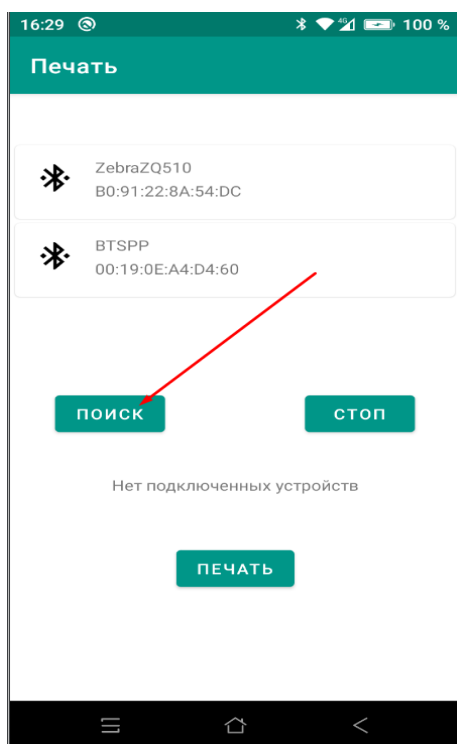 16:29 4G 100 %
Печать
ZebraZQ510
B0:91:22:8A:54:DC
BTSPP
00:19:0E:A4:D4:60
ПОИСК СТОП
Нет подключенных устройств
ПЕЧАТЬ